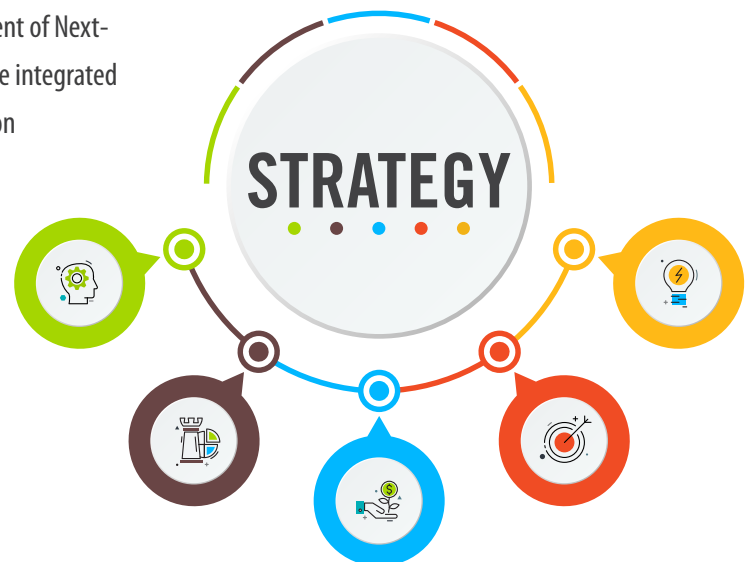 ent of Next-
e integrated
on
STRATEGY
$